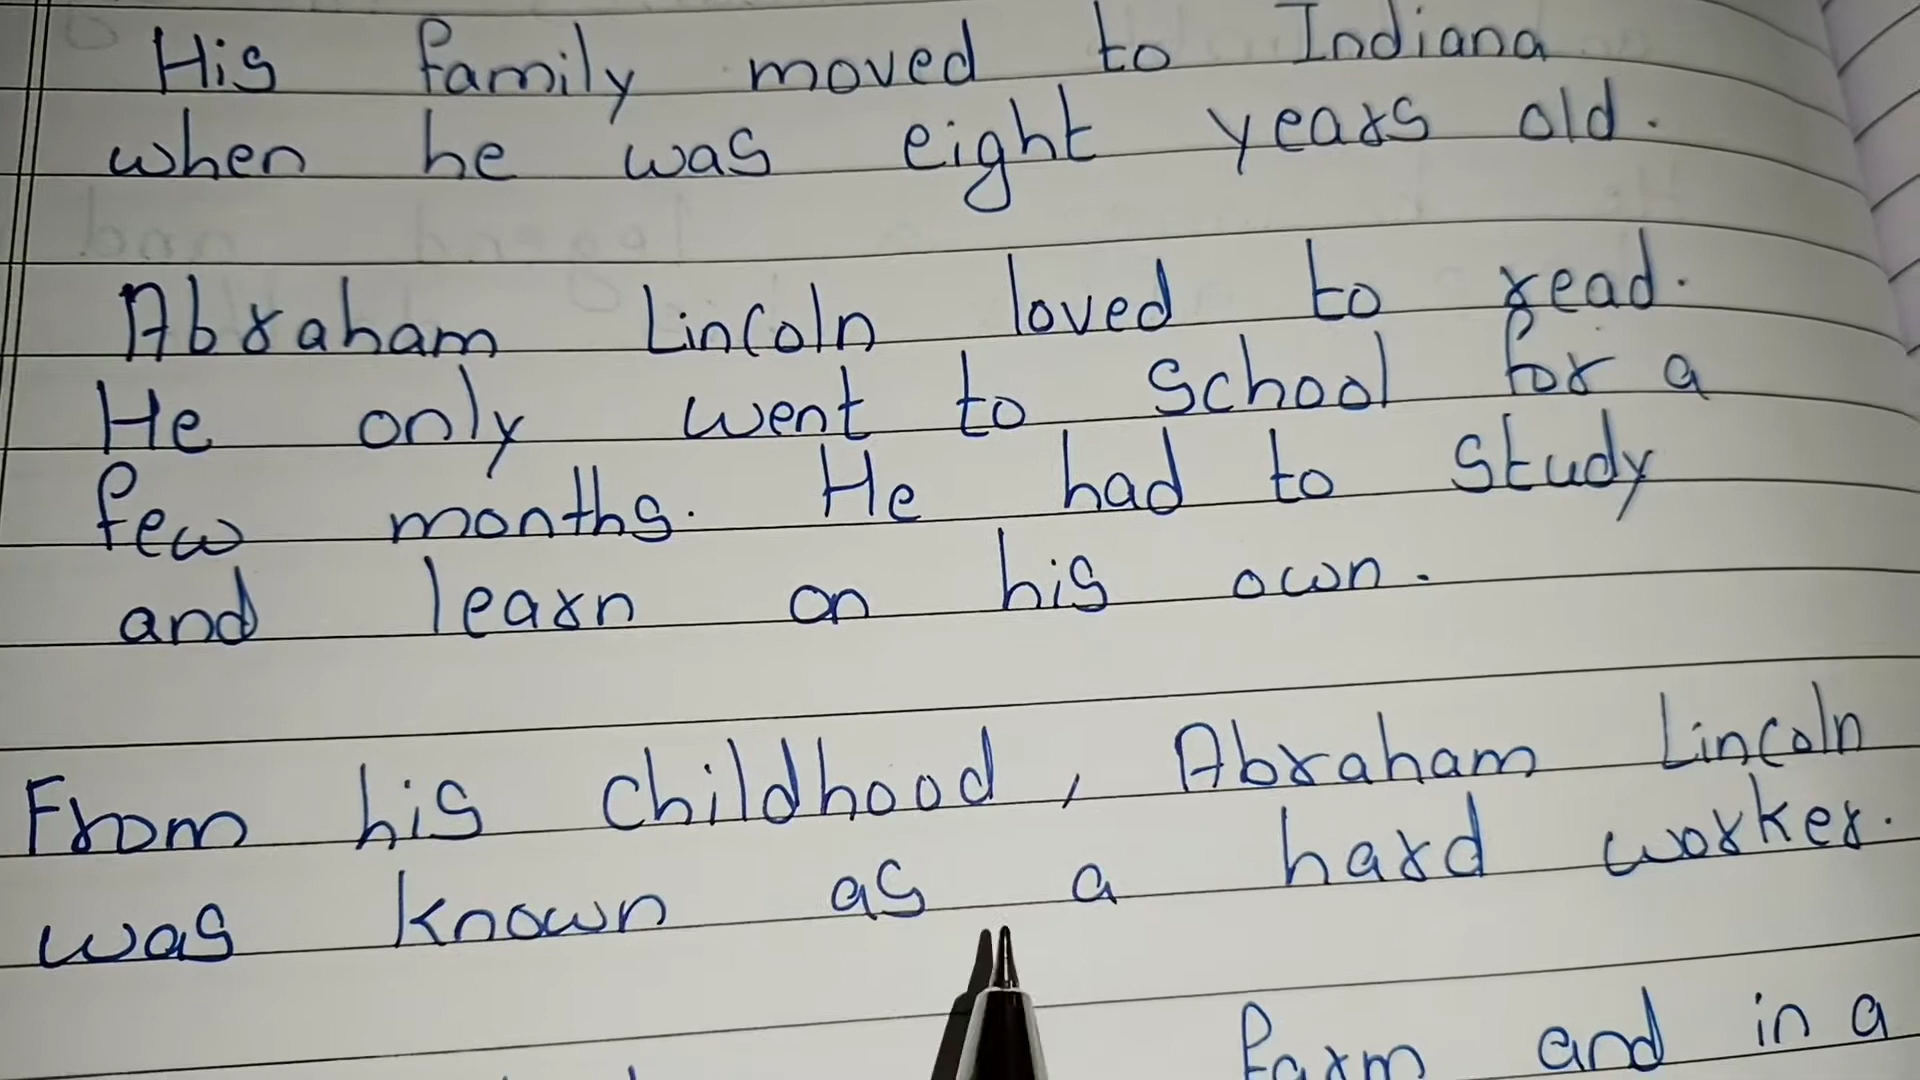 His family moved to Indiana
when he was eight years old.
Abraham Lincoln loved to read.
He only went to school for a
few months. He had to study
and learn on his own.
From his childhood, Abraham Lincoln
was known as a hard worker.
farm and in a